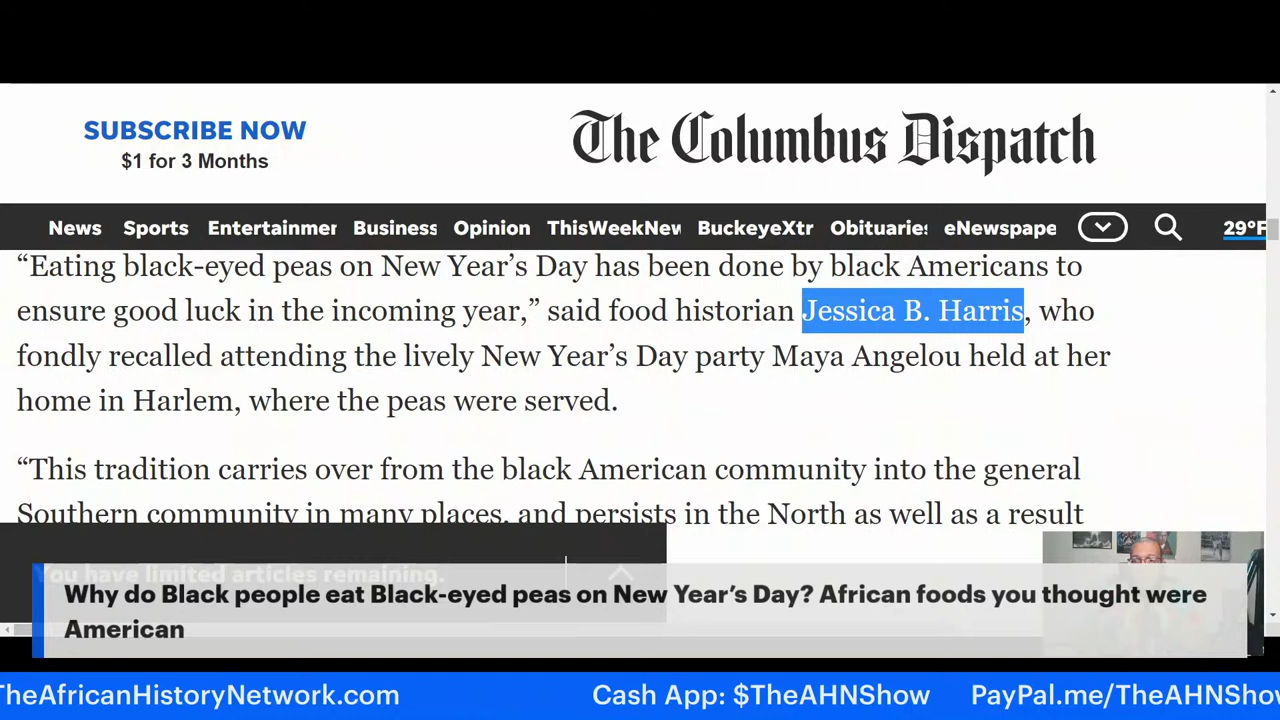 SUBSCRIBE NOW
$1 for 3 Months
The Columbus Dispatch
News Sports Entertainmen Business Opinion ThisWeekNew BuckeyeXtr Obituaries eNewspape 29°F
“Eating black-eyed peas on New Year’s Day has been done by black Americans to
ensure good luck in the incoming year,” said food historian Jessica B. Harris, who
fondly recalled attending the lively New Year’s Day party Maya Angelou held at her
home in Harlem, where the peas were served.
“This tradition carries over from the black American community into the general
Southern community in many places, and persists in the North as well as a result
You have limited articles remaining.
Why do Black people eat Black-eyed peas on New Year’s Day? African foods you thought were
American
TheAfricanHistoryNetwork.com Cash App: $TheAHNShow PayPal.me/TheAHNSho